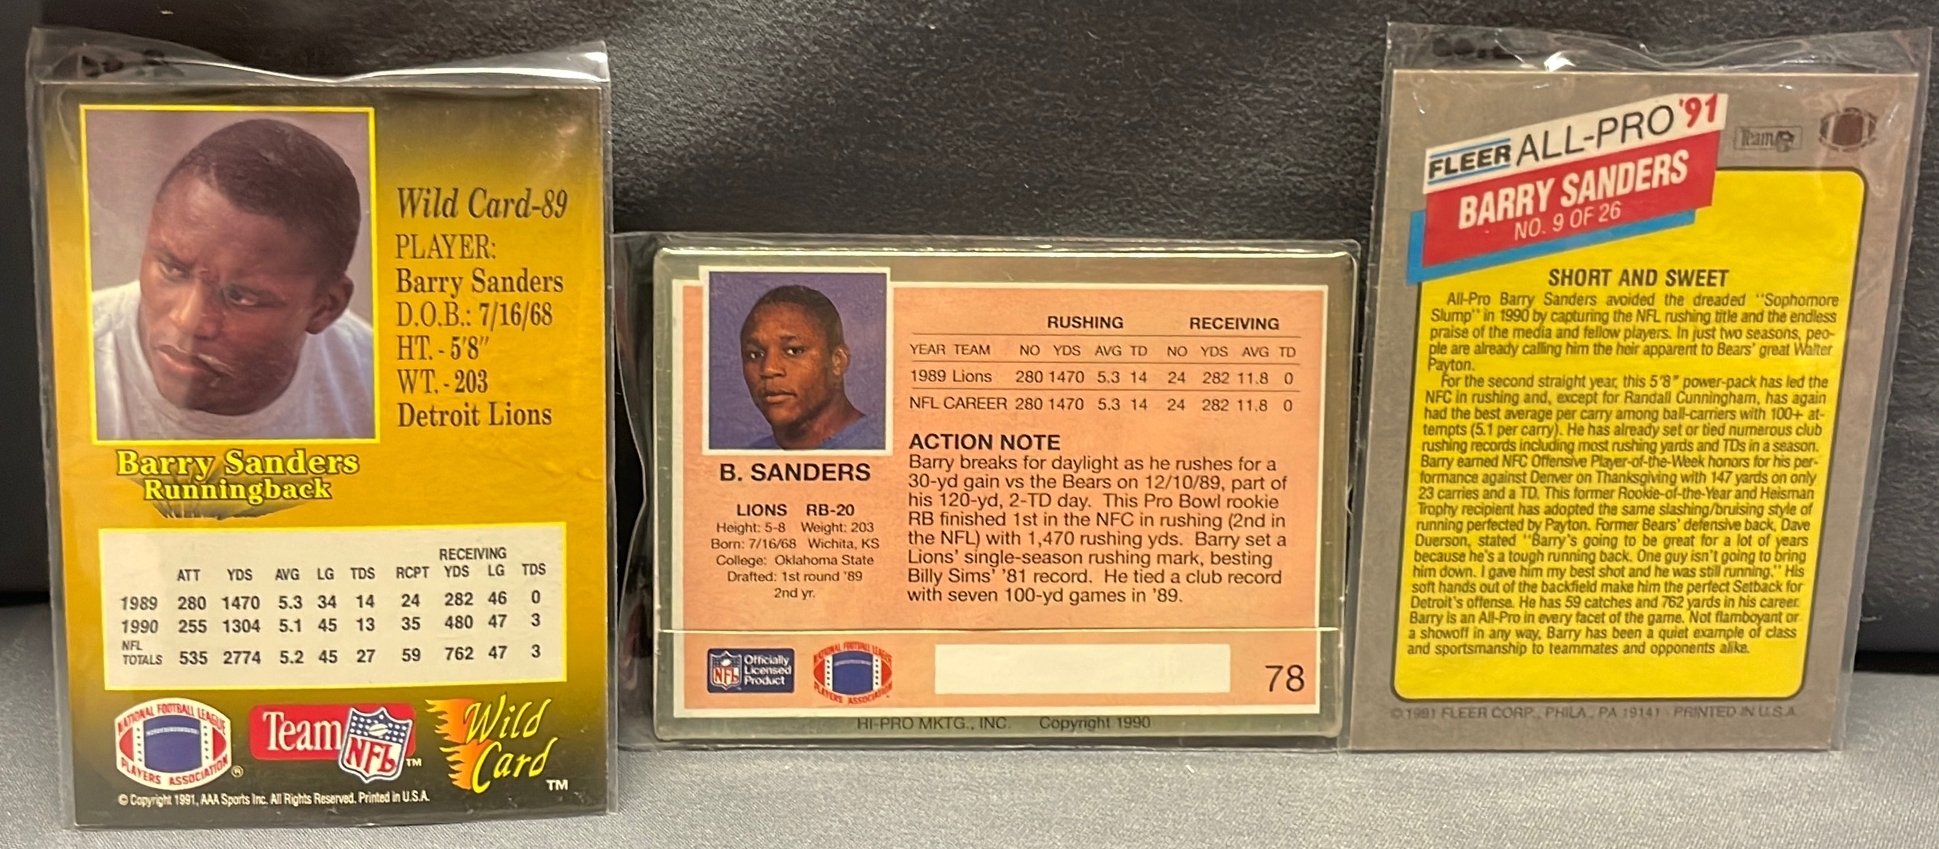 Wild Card-89
PLAYER:
Barry Sanders
D.O.B.: 7/16/68
HT. - 5'8"
WT. - 203
Detroit Lions
Barry Sanders
Runningback
RECEIVING
ATT YDS AVG LG TDS RCPT YDS LG TDS
1989 280 1470 5.3 34 14 24 282 46 0
1990 255 1304 5.1 45 13 35 480 47 3
NFL
TOTALS 535 2774 5.2 45 27 59 762 47 3
NATIONAL FOOTBALL LEAGUE
PLAYERS ASSOCIATION ®
Team NFL ™
Wild
Card ™
© Copyright 1991, AAA Sports Inc. All Rights Reserved. Printed in U.S.A.
B. SANDERS
LIONS RB-20
Height: 5-8 Weight: 203
Born: 7/16/68 Wichita, KS
College: Oklahoma State
Drafted: 1st round '89
2nd yr.
RUSHING RECEIVING
YEAR TEAM NO YDS AVG TD NO YDS AVG TD
1989 Lions 280 1470 5.3 14 24 282 11.8 0
NFL CAREER 280 1470 5.3 14 24 282 11.8 0
ACTION NOTE
Barry breaks for daylight as he rushes for a
30-yd gain vs the Bears on 12/10/89, part of
his 120-yd, 2-TD day. This Pro Bowl rookie
RB finished 1st in the NFC in rushing (2nd in
the NFL) with 1,470 rushing yds. Barry set a
Lions' single-season rushing mark, besting
Billy Sims' '81 record. He tied a club record
with seven 100-yd games in '89.
NFL
Officially
Licensed
Product
NATIONAL FOOTBALL LEAGUE
PLAYERS ASSOCIATION
78
HI-PRO MKTG., INC. Copyright 1990
FLEER ALL-PRO '91
BARRY SANDERS
NO. 9 OF 26
Team NFL
SHORT AND SWEET
All-Pro Barry Sanders avoided the dreaded "Sophomore
Slump" in 1990 by capturing the NFL rushing title and the endless
praise of the media and fellow players. In just two seasons, peo-
ple are already calling him the heir apparent to Bears' great Walter
Payton.
For the second straight year, this 5'8" power-pack has led the
NFC in rushing and, except for Randall Cunningham, has again
had the best average per carry among ball-carriers with 100+ at-
tempts (5.1 per carry). He has already set or tied numerous club
rushing records including most rushing yards and TDs in a season.
Barry earned NFC Offensive Player-of-the-Week honors for his per-
formance against Denver on Thanksgiving with 147 yards on only
23 carries and a TD. This former Rookie-of-the-Year and Heisman
Trophy recipient has adopted the same slashing/bruising style of
running perfected by Payton. Former Bears' defensive back, Dave
Duerson, stated "Barry's going to be great for a lot of years
because he's a tough running back. One guy isn't going to bring
him down. I gave him my best shot and he was still running." His
soft hands out of the backfield make him the perfect Setback for
Detroit's offense. He has 59 catches and 762 yards in his career.
Barry is an All-Pro in every facet of the game. Not flamboyant or
a showoff in any way, Barry has been a quiet example of class
and sportsmanship to teammates and opponents alike.
©1991 FLEER CORP., PHILA., PA 19141 PRINTED IN U.S.A.